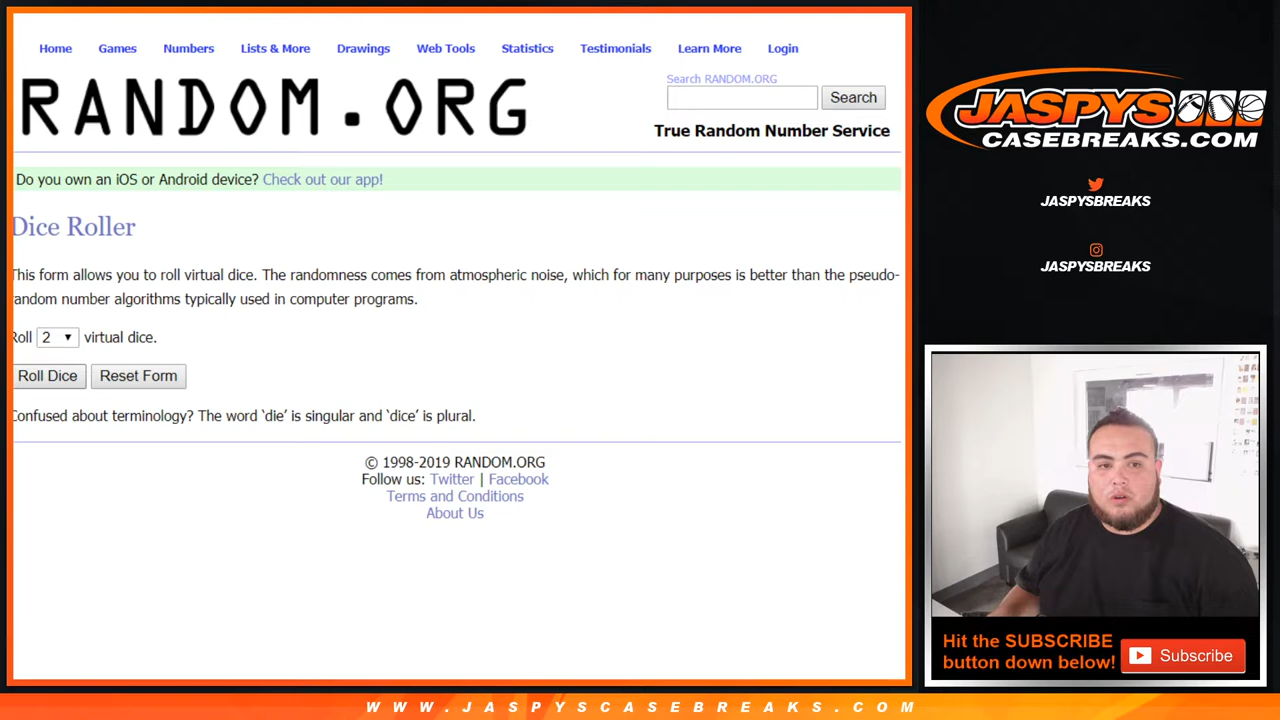 Home Games Numbers Lists & More Drawings Web Tools Statistics Testimonials Learn More Login
RANDOM.ORG
Search RANDOM.ORG
Search
True Random Number Service
Do you own an iOS or Android device? Check out our app!
Dice Roller
This form allows you to roll virtual dice. The randomness comes from atmospheric noise, which for many purposes is better than the pseudo-
random number algorithms typically used in computer programs.
Roll 2 virtual dice.
Roll Dice Reset Form
Confused about terminology? The word ‘die’ is singular and ‘dice’ is plural.
© 1998-2019 RANDOM.ORG
Follow us: Twitter | Facebook
Terms and Conditions
About Us
JASPYS
CASEBREAKS.COM
JASPYSBREAKS
JASPYSBREAKS
Hit the SUBSCRIBE
button down below!
Subscribe
WWW.JASPYSCASEBREAKS.COM